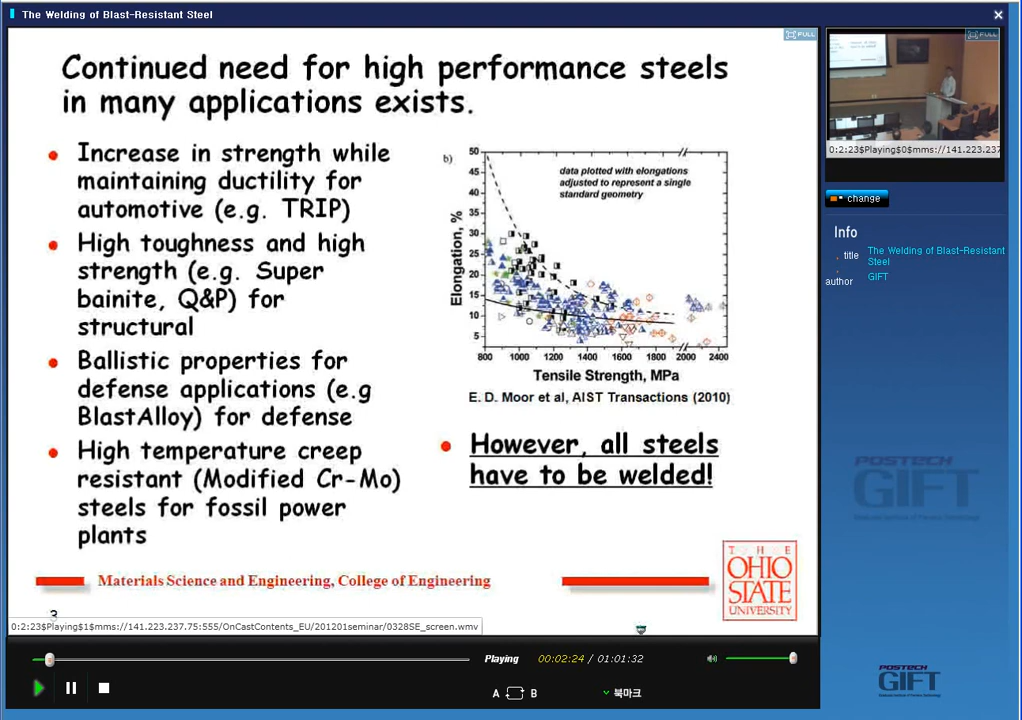 The Welding of Blast-Resistant Steel
FULL
Continued need for high performance steels
in many applications exists.
Increase in strength while
maintaining ductility for
automotive (e.g. TRIP)
High toughness and high
strength (e.g. Super
bainite, Q&P) for
structural
Ballistic properties for
defense applications (e.g
BlastAlloy) for defense
High temperature creep
resistant (Modified Cr-Mo)
steels for fossil power
plants
b)
data plotted with elongations
adjusted to represent a single
standard geometry
Elongation, %
50
45
40
35
30
25
20
15
10
5
800 1000 1200 1400 1600 1800 2000 2400
Tensile Strength, MPa
E. D. Moor et al, AIST Transactions (2010)
However, all steels
have to be welded!
Materials Science and Engineering, College of Engineering
THE
OHIO
STATE
UNIVERSITY
3
0:2:23$Playing$1$mms://141.223.237.75:555/OnCastContents_EU/201201seminar/0328SE_screen.wmv
Playing
00:02:24 / 01:01:32
A B
북마크
FULL
0:2:23$Playing$0$mms://141.223.237
change
Info
title
The Welding of Blast-Resistant
Steel
author
GIFT
POSTECH
GIFT
POSTECH
GIFT